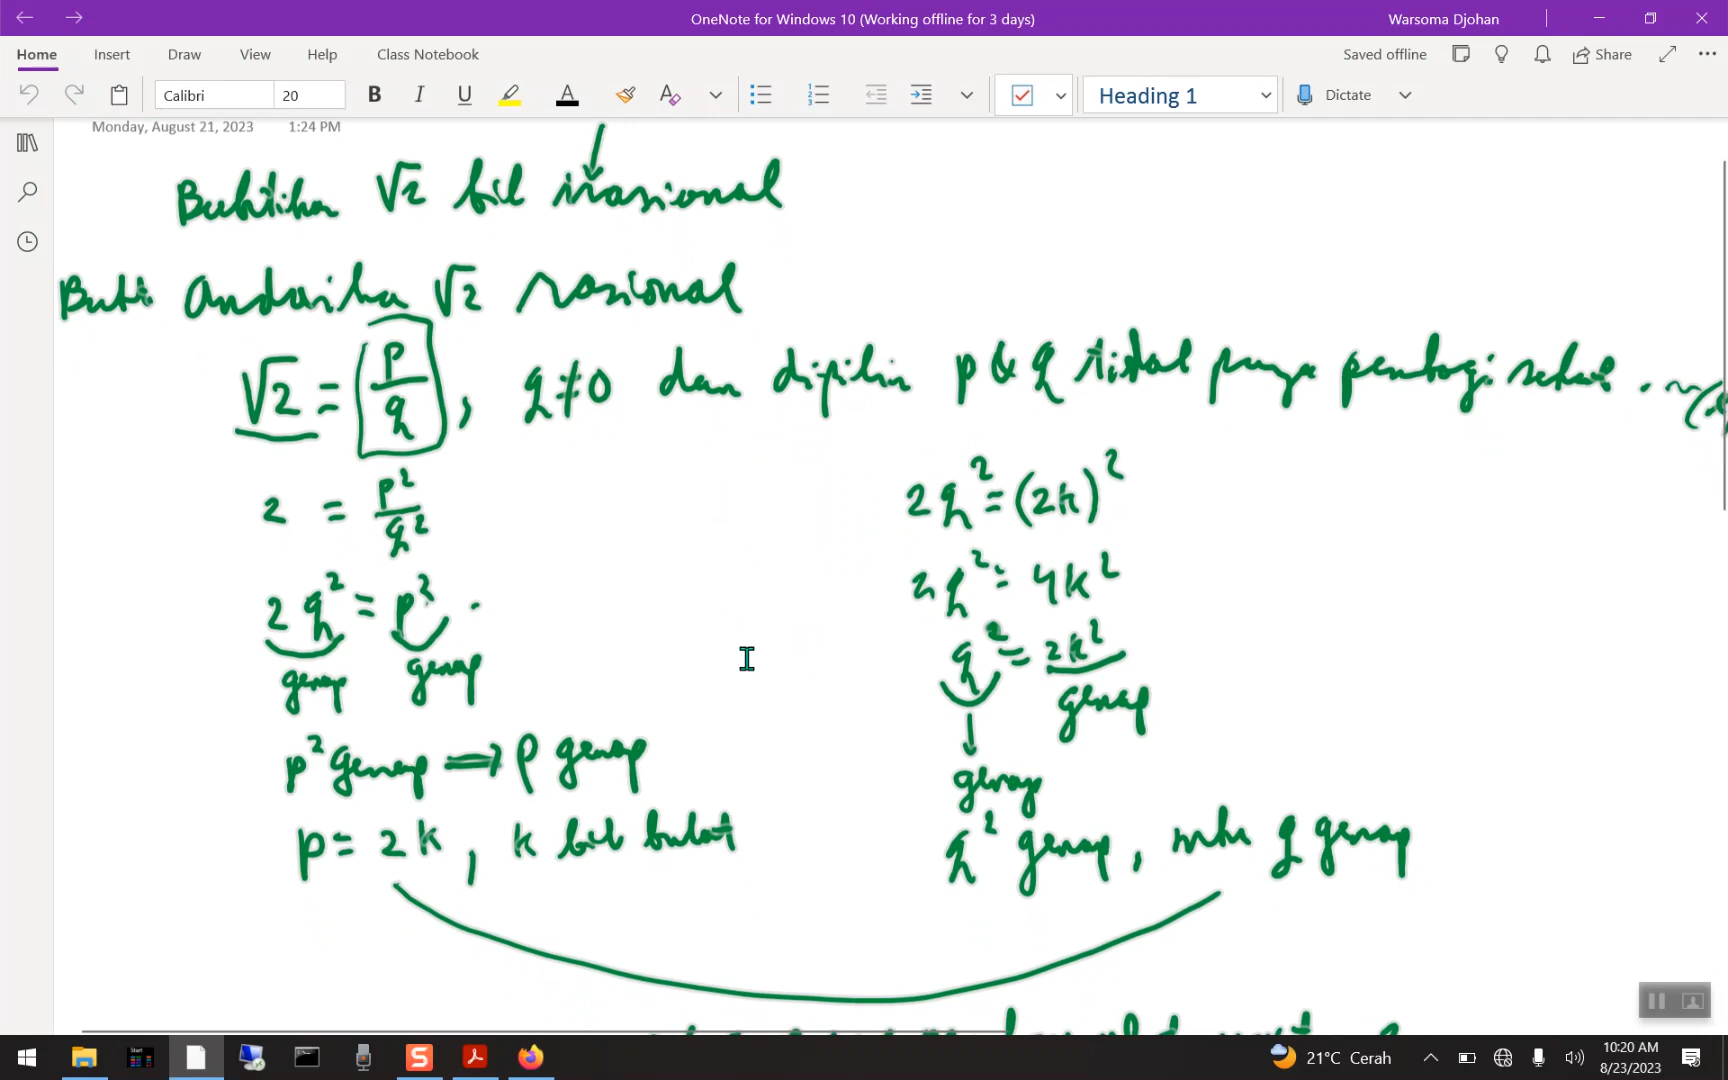 OneNote for Windows 10 (Working offline for 3 days)
Warsoma Djohan
Home Insert Draw View Help Class Notebook
Saved offline
Share
Calibri 20 B I U A Heading 1 Dictate
Monday, August 21, 2023 1:24 PM
Buktikan √2 bil irrasional
Bukti Andaikan √2 rasional
√2 = p/q , q≠0 dan dipilih p & q tidak punya pembagi sekutu.
2 = p²/q²
2q² = p²
genap genap
p² genap ⟹ p genap
p = 2k, k bil bulat
2q² = (2k)²
2q² = 4k²
q² = 2k²
genap
genap
q² genap, mka q genap
Start
21°C Cerah
10:20 AM
8/23/2023